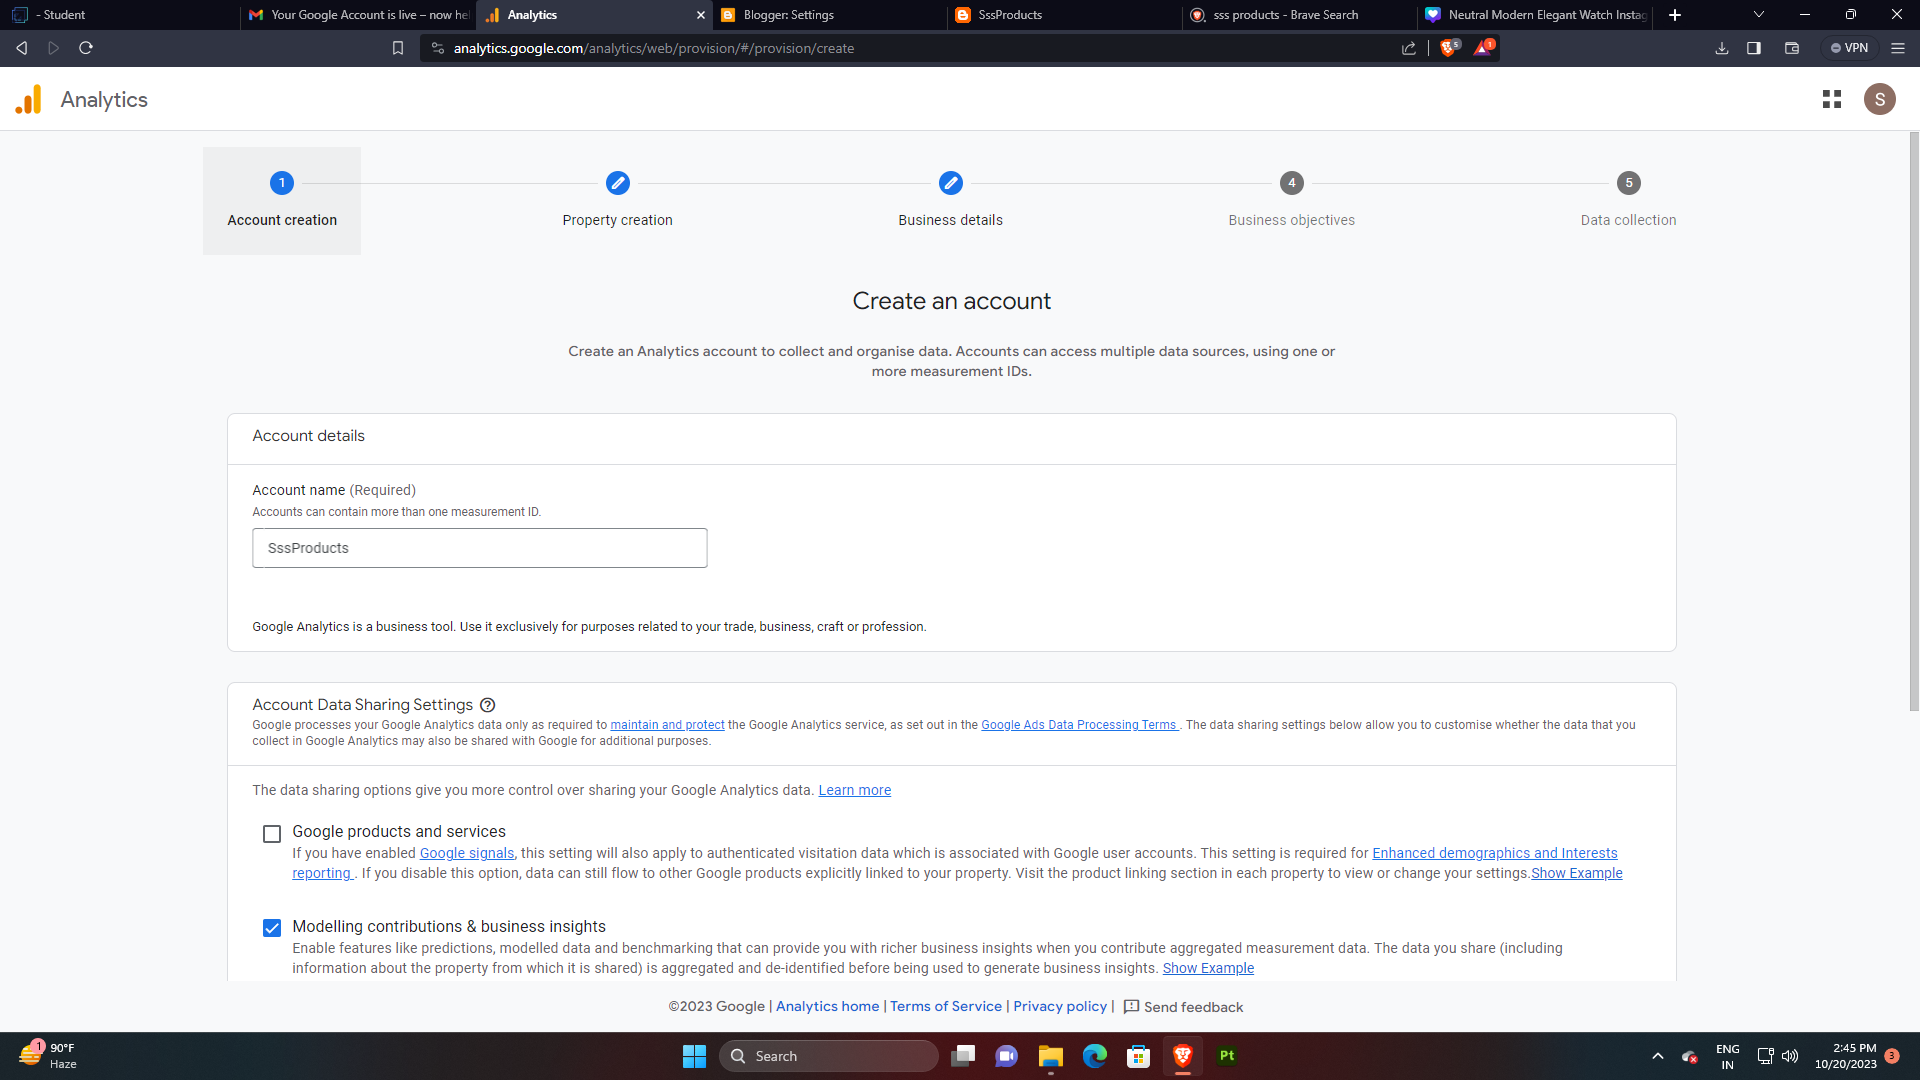 - Student
Your Google Account is live – now he
Analytics
Blogger: Settings
SssProducts
sss products - Brave Search
Neutral Modern Elegant Watch Instag
analytics.google.com/analytics/web/provision/#/provision/create
5
1
VPN
Analytics
S
1
4
5
Account creation
Property creation
Business details
Business objectives
Data collection
Create an account
Create an Analytics account to collect and organise data. Accounts can access multiple data sources, using one or
more measurement IDs.
Account details
Account name (Required)
Accounts can contain more than one measurement ID.
SssProducts
Google Analytics is a business tool. Use it exclusively for purposes related to your trade, business, craft or profession.
Account Data Sharing Settings
Google processes your Google Analytics data only as required to maintain and protect the Google Analytics service, as set out in the Google Ads Data Processing Terms . The data sharing settings below allow you to customise whether the data that you
collect in Google Analytics may also be shared with Google for additional purposes.
The data sharing options give you more control over sharing your Google Analytics data. Learn more
Google products and services
If you have enabled Google signals, this setting will also apply to authenticated visitation data which is associated with Google user accounts. This setting is required for Enhanced demographics and Interests
reporting . If you disable this option, data can still flow to other Google products explicitly linked to your property. Visit the product linking section in each property to view or change your settings.Show Example
Modelling contributions & business insights
Enable features like predictions, modelled data and benchmarking that can provide you with richer business insights when you contribute aggregated measurement data. The data you share (including
information about the property from which it is shared) is aggregated and de-identified before being used to generate business insights. Show Example
©2023 Google | Analytics home | Terms of Service | Privacy policy | Send feedback
1
90°F
Haze
Search
Pt
ENG
IN
2:45 PM
10/20/2023
3